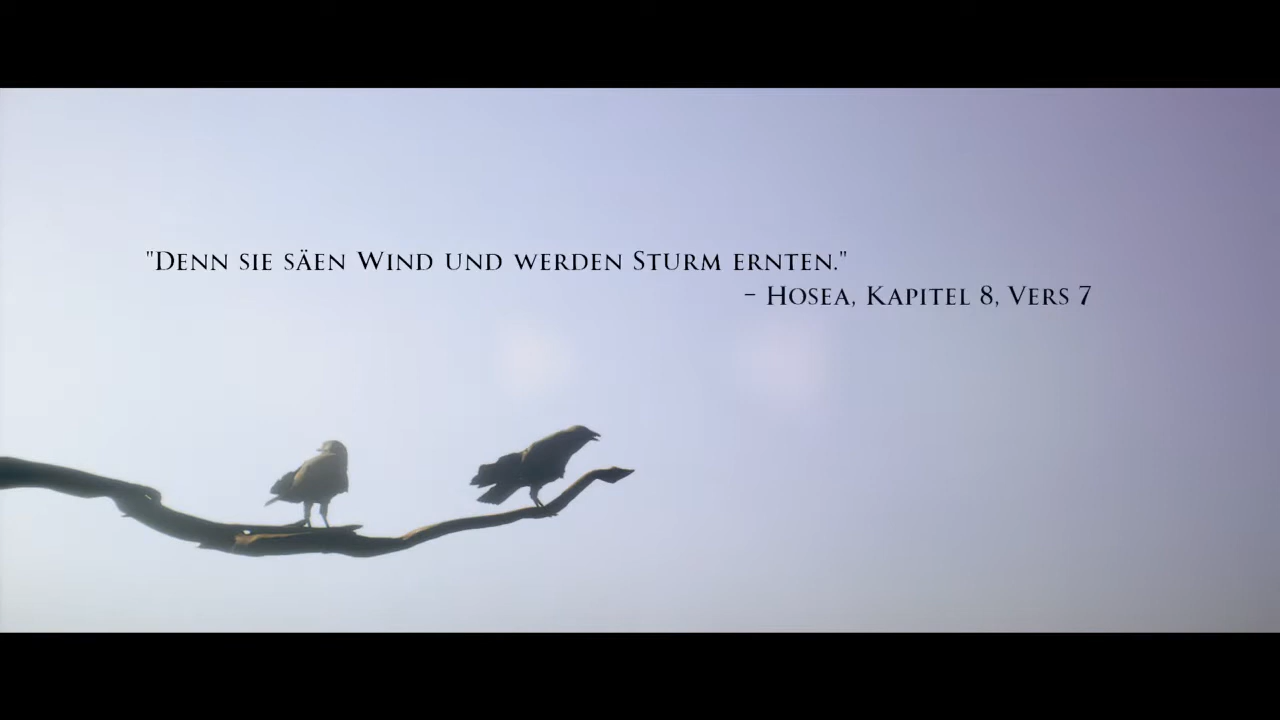 "Denn sie säen Wind und werden Sturm ernten."
– Hosea, Kapitel 8, Vers 7